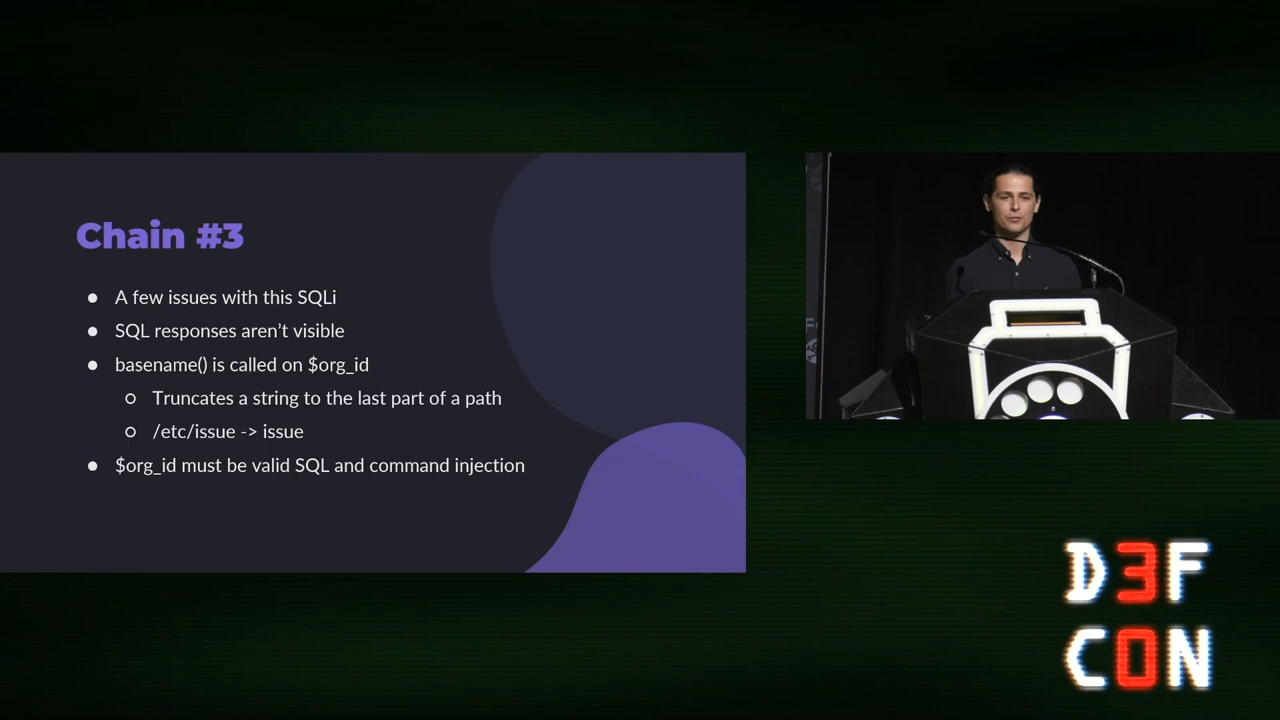 Chain #3
● A few issues with this SQLi
● SQL responses aren’t visible
● basename() is called on $org_id
○ Truncates a string to the last part of a path
○ /etc/issue -> issue
● $org_id must be valid SQL and command injection
D3F
C0N